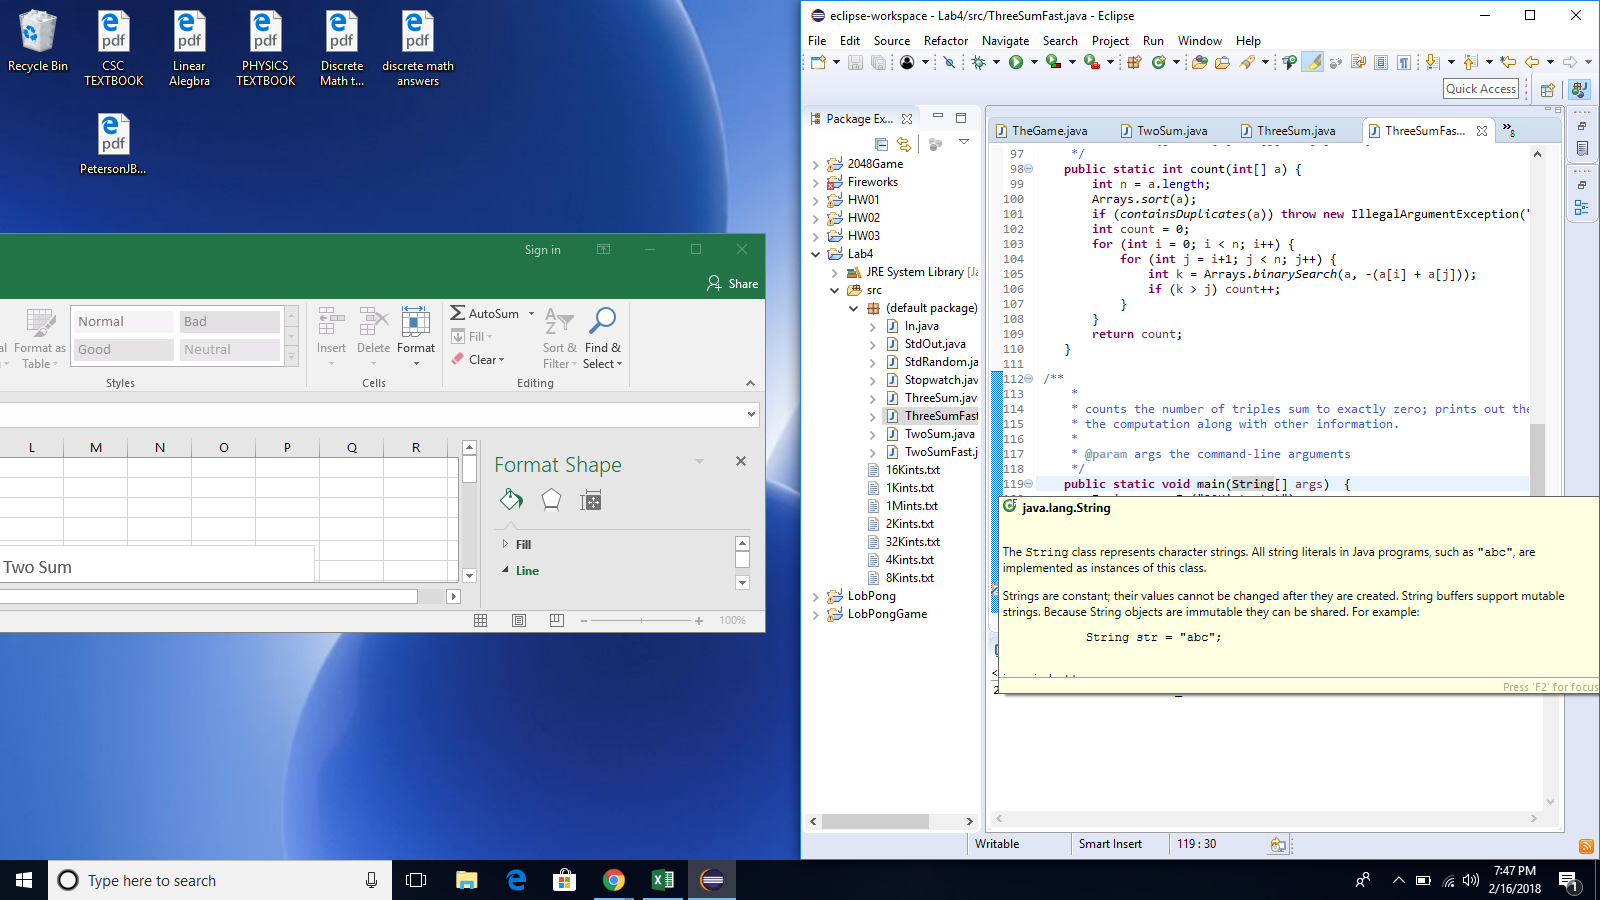 Recycle Bin
CSC TEXTBOOK
Linear Alegbra
PHYSICS TEXTBOOK
Discrete Math t...
discrete math answers
PetersonJB...
Sign in
Share
Normal
Bad
Good
Neutral
Format as Table
Styles
Insert
Delete
Format
Cells
AutoSum
Fill
Clear
Sort & Filter
Find & Select
Editing
L M N O P Q R
Two Sum
Format Shape
Fill
Line
100%
eclipse-workspace - Lab4/src/ThreeSumFast.java - Eclipse
File Edit Source Refactor Navigate Search Project Run Window Help
Quick Access
Package Ex...
2048Game
Fireworks
HW01
HW02
HW03
Lab4
JRE System Library [Ja
src
(default package)
In.java
StdOut.java
StdRandom.ja
Stopwatch.jav
ThreeSum.jav
ThreeSumFast
TwoSum.java
TwoSumFast.j
16Kints.txt
1Kints.txt
1Mints.txt
2Kints.txt
32Kints.txt
4Kints.txt
8Kints.txt
LobPong
LobPongGame
TheGame.java
TwoSum.java
ThreeSum.java
ThreeSumFas...
8
97 */
98 public static int count(int[] a) {
99 int n = a.length;
100 Arrays.sort(a);
101 if (containsDuplicates(a)) throw new IllegalArgumentException("
102 int count = 0;
103 for (int i = 0; i < n; i++) {
104 for (int j = i+1; j < n; j++) {
105 int k = Arrays.binarySearch(a, -(a[i] + a[j]));
106 if (k > j) count++;
107 }
108 }
109 return count;
110 }
111
112 /**
113 *
114 * counts the number of triples sum to exactly zero; prints out the
115 * the computation along with other information.
116 *
117 * @param args the command-line arguments
118 */
119 public static void main(String[] args) {
java.lang.String
The String class represents character strings. All string literals in Java programs, such as "abc", are
implemented as instances of this class.
Strings are constant; their values cannot be changed after they are created. String buffers support mutable
strings. Because String objects are immutable they can be shared. For example:
String str = "abc";
Press 'F2' for focus
Writable
Smart Insert
119 : 30
Type here to search
7:47 PM
2/16/2018
1